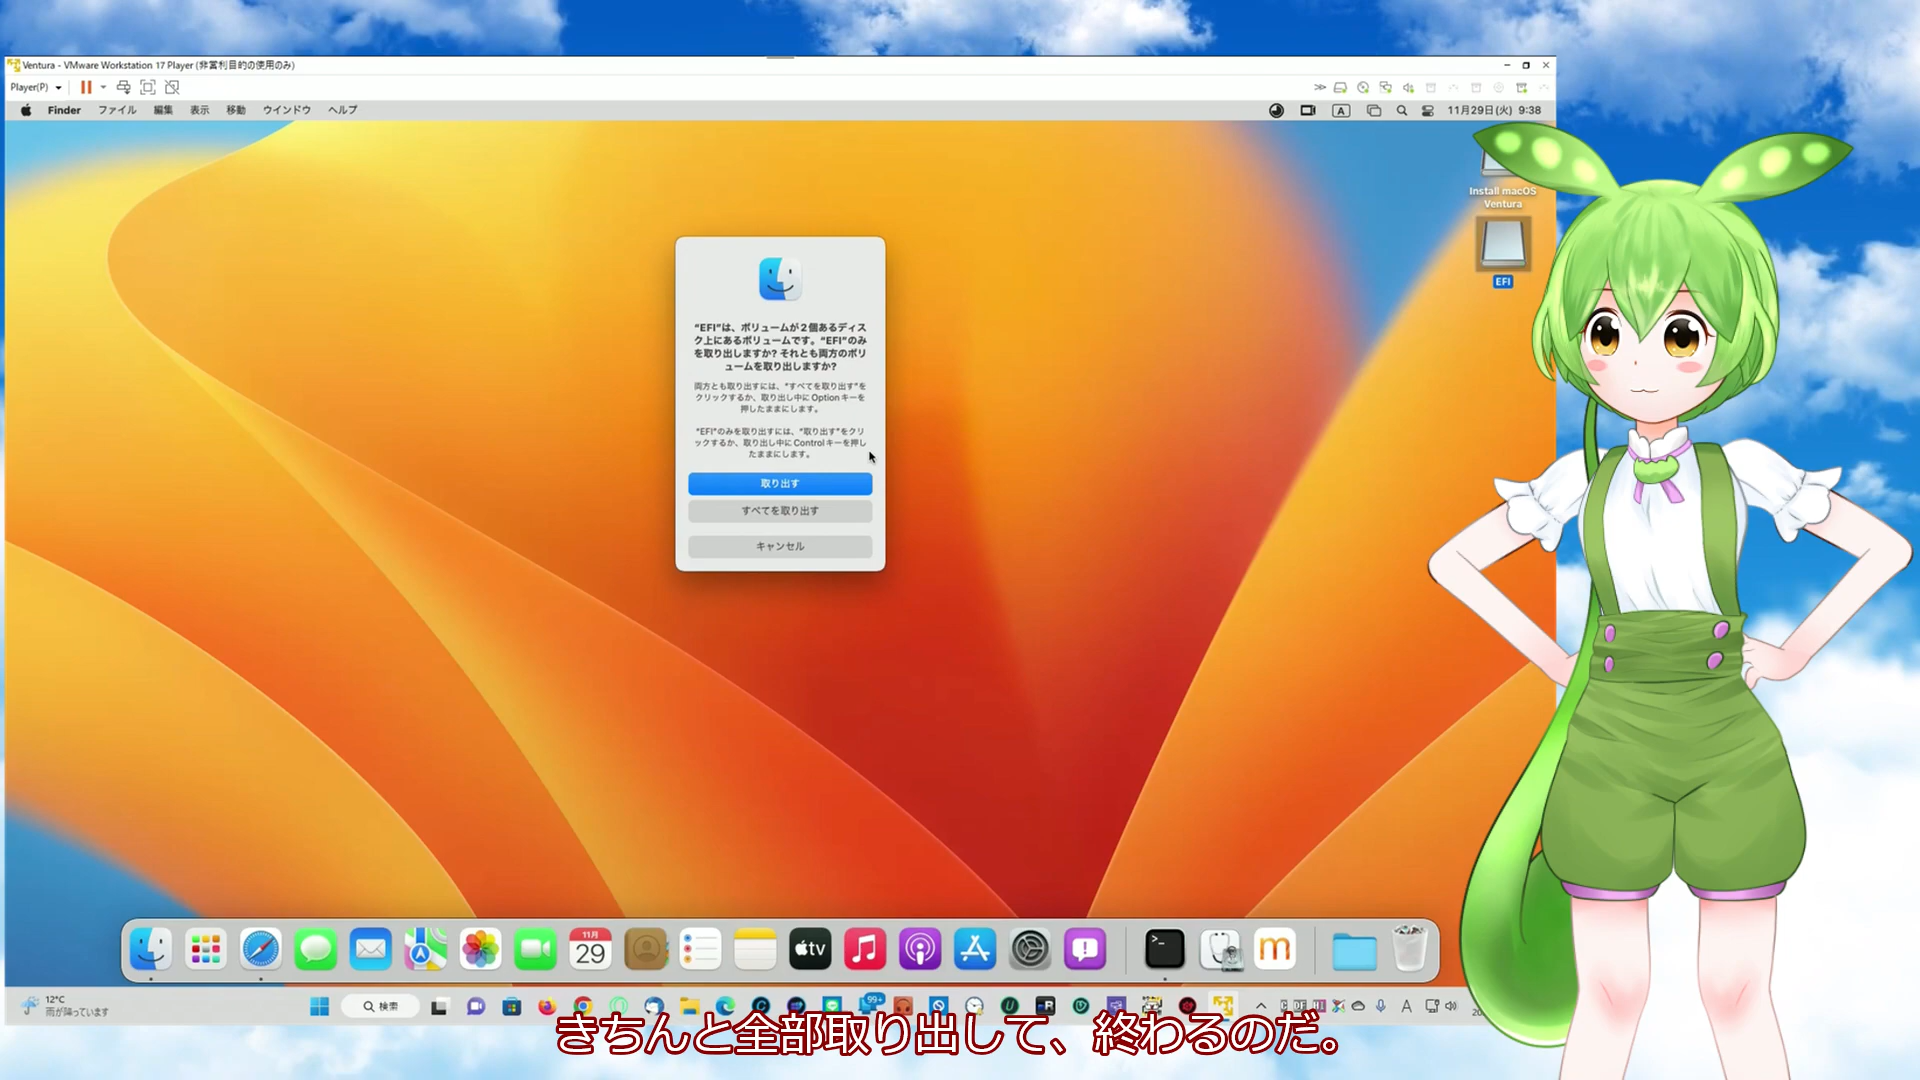 Ventura - VMware Workstation 17 Player (非営利目的の使用のみ)
Player(P)
Finder ファイル 編集 表示 移動 ウインドウ ヘルプ
A 11月29日(火) 9:38
Install macOS
Ventura
EFI
“EFI”は、ボリュームが2個あるディス
ク上にあるボリュームです。“EFI”のみ
を取り出しますか? それとも両方のボリ
ュームを取り出しますか?
両方とも取り出すには、“すべてを取り出す”を
クリックするか、取り出し中にOptionキーを
押したままにします。
“EFI”のみを取り出すには、“取り出す”をクリ
ックするか、取り出し中にControlキーを押し
たままにします。
取り出す
すべてを取り出す
キャンセル
11月
29
tv
12°C
雨が降っています
検索
99+
A
きちんと全部取り出して、終わるのだ。